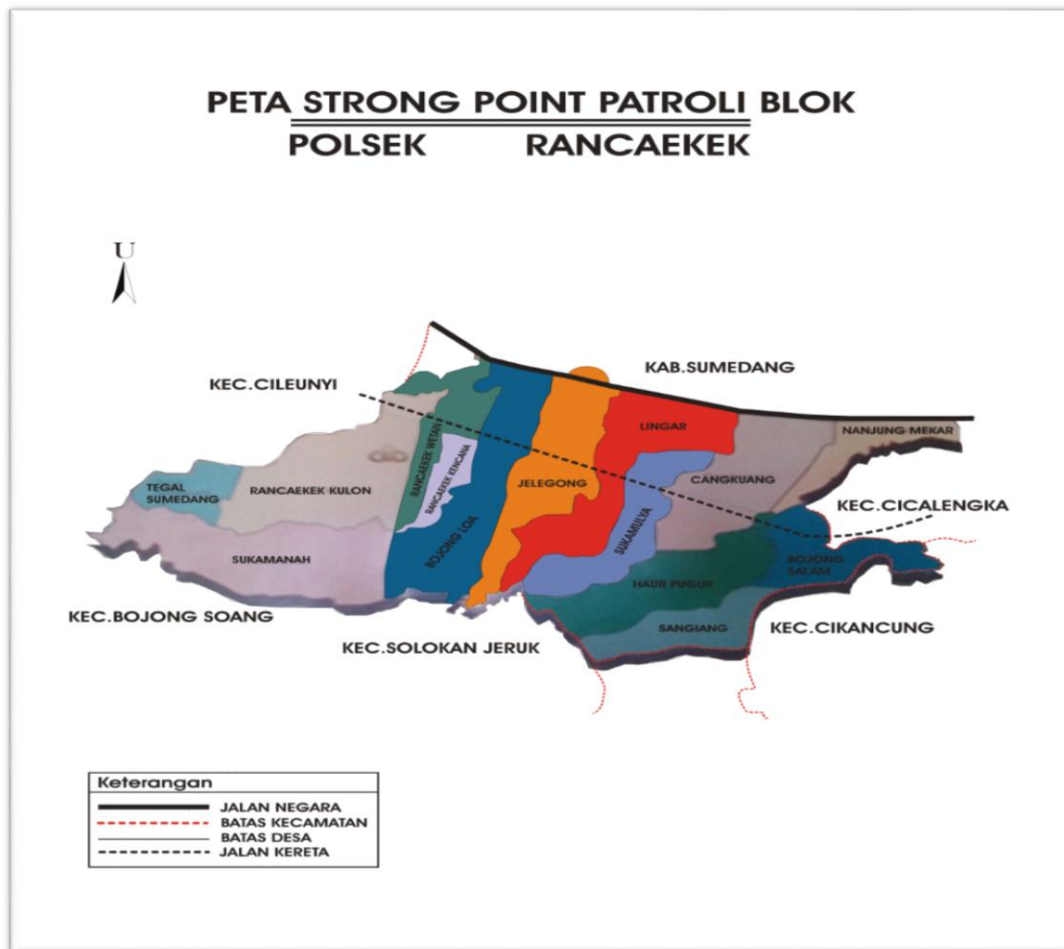 PETA STRONG POINT PATROLI BLOK
POLSEK RANCAEKEK
U
KAB.SUMEDANG
KEC.CILEUNYI
LINGAR
NANJUNG MEKAR
RANCAEKEK WETAN
RANCAEKEK KENCANA
TEGAL
SUMEDANG
RANCAEKEK KULON
JELEGONG
CANGKUANG
KEC.CICALENGKA
SUKAMULYA
BOJONG LOA
SUKAMANAH
BOJONG
SALAM
HAUR PUGUR
KEC.BOJONG SOANG
SANGIANG
KEC.CIKANCUNG
KEC.SOLOKAN JERUK
Keterangan
JALAN NEGARA
BATAS KECAMATAN
BATAS DESA
JALAN KERETA